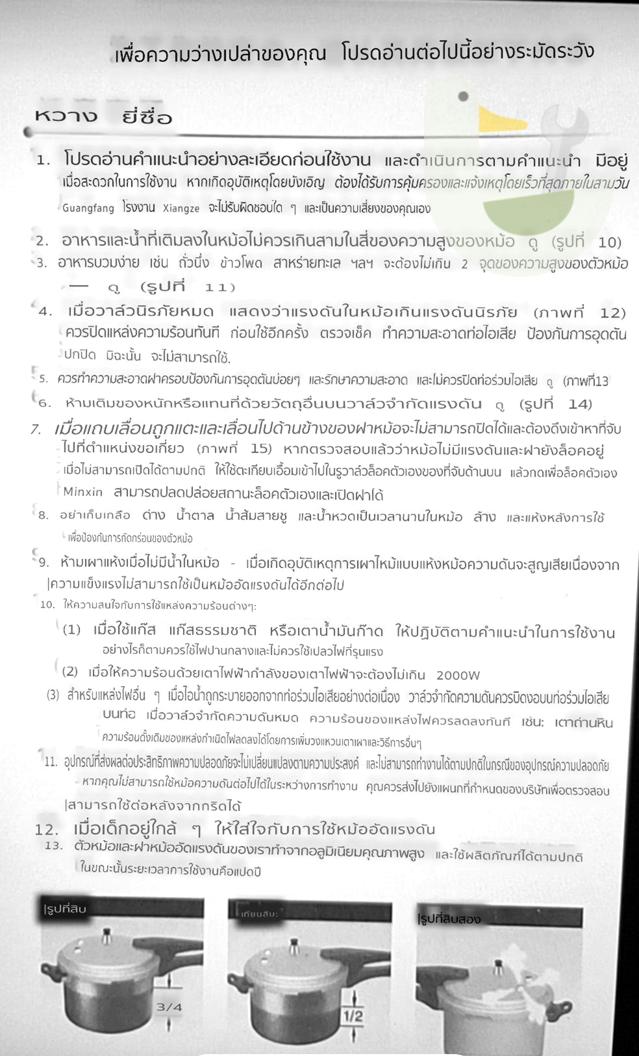 เพื่อความว่างเปล่าของคุณ โปรดอ่านต่อไปนี้อย่างระมัดระวัง
หวาง ยี่ชื่อ
1. โปรดอ่านคำแนะนำอย่างละเอียดก่อนใช้งาน และดำเนินการตามคำแนะนำ มีอยู่
เมื่อสะดวกในการใช้งาน หากเกิดอุบัติเหตุโดยบังเอิญ ต้องได้รับการคุ้มครองและแจ้งเหตุโดยเร็วที่สุดภายในสามวัน
Guangfang โรงงาน Xiangze จะไม่รับผิดชอบใด ๆ และเป็นความเสี่ยงของคุณเอง
2. อาหารและน้ำที่เติมลงในหม้อไม่ควรเกินสามในสี่ของความสูงของหม้อ ดู (รูปที่ 10)
3. อาหารบวมง่าย เช่น ถั่วนึ่ง ข้าวโพด สาหร่ายทะเล ฯลฯ จะต้องไม่เกิน 2 จุดของความสูงของตัวหม้อ
— ดู (รูปที่ 11)
4. เมื่อวาล์วนิรภัยหมด แสดงว่าแรงดันในหม้อเกินแรงดันนิรภัย (ภาพที่ 12)
ควรปิดแหล่งความร้อนทันที ก่อนใช้อีกครั้ง ตรวจเช็ค ทำความสะอาดท่อไอเสีย ป้องกันการอุดตัน
ปกปิด มิฉะนั้น จะไม่สามารถใช้.
5. ควรทำความสะอาดฝาครอบป้องกันการอุดตันบ่อยๆ และรักษาความสะอาด และไม่ควรปิดท่อร่วมไอเสีย ดู (ภาพที่13
6. ห้ามเติมของหนักหรือแทนที่ด้วยวัตถุอื่นบนวาล์วจำกัดแรงดัน ดู (รูปที่ 14)
7. เมื่อแถบเลื่อนถูกแตะและเลื่อนไปด้านข้างของฝาหม้อจะไม่สามารถปิดได้และต้องดึงเข้าหาที่จับ
ไปที่ตำแหน่งขอเกี่ยว (ภาพที่ 15) หากตรวจสอบแล้วว่าหม้อไม่มีแรงดันและฝายังล็อคอยู่
เมื่อไม่สามารถเปิดได้ตามปกติ ให้ใช้ตะเกียบเอื้อมเข้าไปในรูวาล์วล็อคตัวเองของที่จับด้านบน แล้วกดเพื่อล็อคตัวเอง
Minxin สามารถปลดปล่อยสถานะล็อคตัวเองและเปิดฝาได้
8. อย่าเก็บเกลือ ด่าง น้ำตาล น้ำส้มสายชู และน้ำหวดเป็นเวลานานในหม้อ ล้าง และแห้งหลังการใช้
เพื่อป้องกันการกัดกร่อนของตัวหม้อ
9. ห้ามเผาแห้งเมื่อไม่มีน้ำในหม้อ - เมื่อเกิดอุบัติเหตุการเผาไหม้แบบแห้งหม้อความดันจะสูญเสียเนื่องจาก
|ความแข็งแรงไม่สามารถใช้เป็นหม้ออัดแรงดันได้อีกต่อไป
10. ให้ความสนใจกับการใช้แหล่งความร้อนต่างๆ:
(1) เมื่อใช้แก๊ส แก๊สธรรมชาติ หรือเตาน้ำมันก๊าด ให้ปฏิบัติตามคำแนะนำในการใช้งาน
อย่างไรก็ตามควรใช้ไฟปานกลางและไม่ควรใช้เปลวไฟที่รุนแรง
(2) เมื่อให้ความร้อนด้วยเตาไฟฟ้ากำลังของเตาไฟฟ้าจะต้องไม่เกิน 2000W
(3) สำหรับแหล่งไฟอื่น ๆ เมื่อไอน้ำถูกระบายออกจากท่อร่วมไอเสียอย่างต่อเนื่อง วาล์วจำกัดความดันควรปิดงอบนท่อร่วมไอเสีย
บนท่อ เมื่อวาล์วจำกัดความดันหมด ความร้อนของแหล่งไฟควรลดลงทันที เช่น: เตาถ่านหิน
ความร้อนดั้งเดิมของแหล่งกำเนิดไฟลดลงได้โดยการเพิ่มวงแหวนเตาเผาและวิธีการอื่นๆ
11. อุปกรณ์ที่ส่งผลต่อประสิทธิภาพความปลอดภัยจะไม่เปลี่ยนแปลงตามความประสงค์ และไม่สามารถทำงานได้ตามปกติในกรณีของอุปกรณ์ความปลอดภัย
หากคุณไม่สามารถใช้หม้อความดันต่อไปได้ในระหว่างการทำงาน คุณควรส่งไปยังแผนกที่กำหนดของบริษัทเพื่อตรวจสอบ
|สามารถใช้ต่อหลังจากกริดได้
12. เมื่อเด็กอยู่ใกล้ ๆ ให้ใส่ใจกับการใช้หม้ออัดแรงดัน
13. ตัวหม้อและฝาหม้ออัดแรงดันของเราทำจากอลูมิเนียมคุณภาพสูง และใช้ผลิตภัณฑ์ได้ตามปกติ
ในขณะนั้นระยะเวลาการใช้งานคือแปดปี
|รูปที่สิบ
เทียบสิบ:
|รูปที่สิบสอง
3/4
1/2